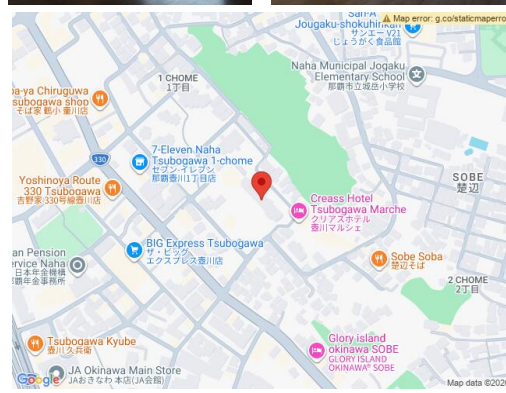 San-A
Map error: g.co/staticmaperro
Jougaku-shokuhinkan
サンエー V21
じょうがく食品館
Naha Municipal Jogaku
Elementary School
那覇市立城岳小学校
1 CHOME
1丁目
a-ya Chiruguwa
subogawa shop
そば家 鶴小 壷川店
330
7-Eleven Naha
Tsubogawa 1-chome
セブン-イレブン
那覇壷川1丁目店
SOBE
楚辺
Yoshinoya Route
330 Tsubogawa
吉野家 330号線壺川店
Creass Hotel
Tsubogawa Marche
クリアスホテル
壺川マルシェ
BIG Express Tsubogawa
ザ・ビッグ
エクスプレス壷川店
an Pension
ervice Naha
日本年金機構
覇年金事務所
Sobe Soba
楚辺そば
2 CHOME
2丁目
Tsubogawa Kyube
壷川 久兵衛
Glory island
okinawa SOBE
GLORY ISLAND
OKINAWA® SOBE
JA Okinawa Main Store
JAおきなわ 本店(JA会館)
Google
Map data ©2026